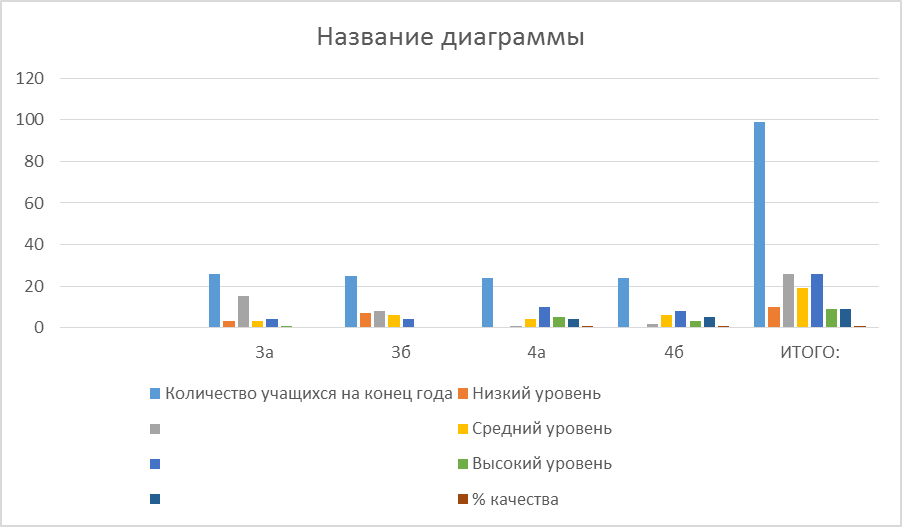 Название диаграммы
120
100
80
60
40
20
0
3а 3б 4а 4б ИТОГО:
Количество учащихся на конец года Низкий уровень
Средний уровень
Высокий уровень
% качества